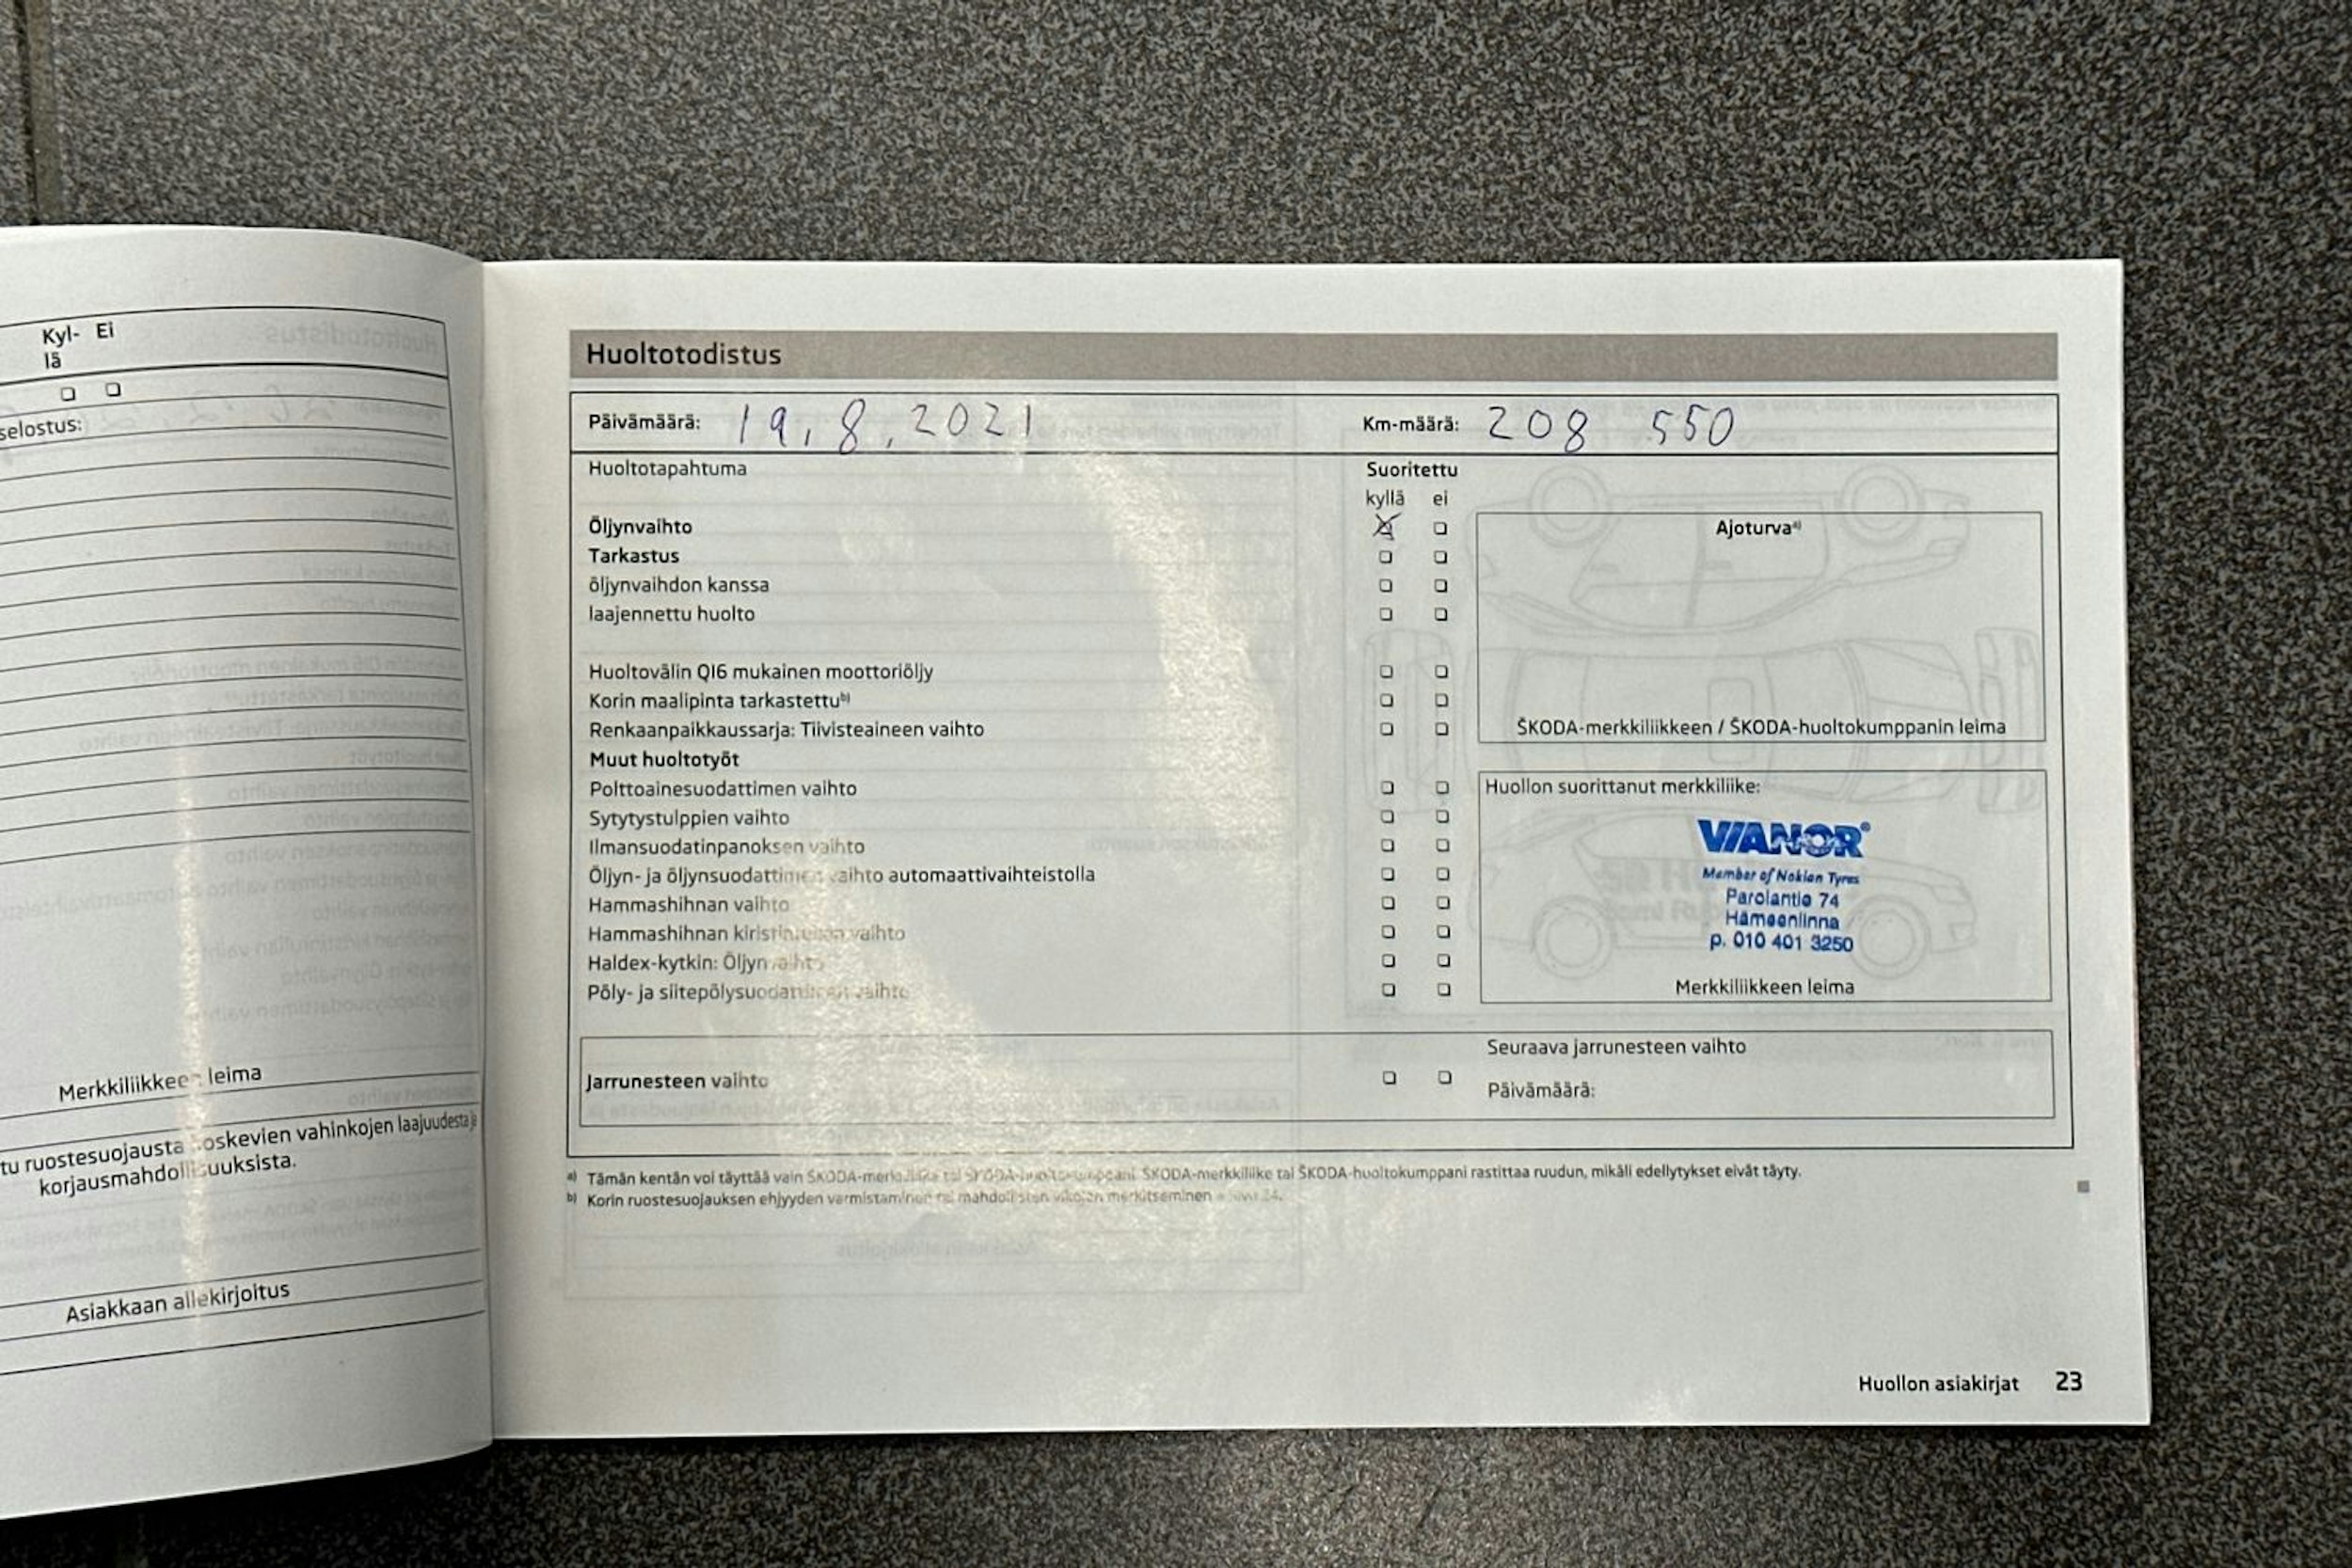 Kyl- Ei
lä
selostus:
Merkkiliikkeen leima
tu ruostesuojausta koskevien vahinkojen laajuudesta ja
korjausmahdollisuuksista.
Asiakkaan allekirjoitus
Huoltotodistus
Päivämäärä: 19.8.2021 Km-määrä: 208 550
Huoltotapahtuma Suoritettu
kyllä ei
Öljynvaihto
Tarkastus
öljynvaihdon kanssa
laajennettu huolto
Huoltovälin QI6 mukainen moottoriöljy
Korin maalipinta tarkastettu b)
Renkaanpaikkaussarja: Tiivisteaineen vaihto
Muut huoltotyöt
Polttoainesuodattimen vaihto
Sytytystulppien vaihto
Ilmansuodatinpanoksen vaihto
Öljyn- ja öljynsuodattimen vaihto automaattivaihteistolla
Hammashihnan vaihto
Hammashihnan kiristinrullan vaihto
Haldex-kytkin: Öljynvaihto
Pöly- ja siitepölysuodattimen vaihto
Ajoturva a)
ŠKODA-merkkiliikkeen / ŠKODA-huoltokumppanin leima
Huollon suorittanut merkkiliike:
VIANOR®
Member of Nokian Tyres
Parolantie 74
Hämeenlinna
p. 010 401 3250
Merkkiliikkeen leima
Jarrunesteen vaihto
Seuraava jarrunesteen vaihto
Päivämäärä:
a) Tämän kentän voi täyttää vain ŠKODA-merkkiliike tai ŠKODA-huoltokumppani. ŠKODA-merkkiliike tai ŠKODA-huoltokumppani rastittaa ruudun, mikäli edellytykset eivät täyty.
b) Korin ruostesuojauksen ehjyyden varmistaminen tai mahdollisten vikojen merkitseminen » Sivu 24.
Huollon asiakirjat 23